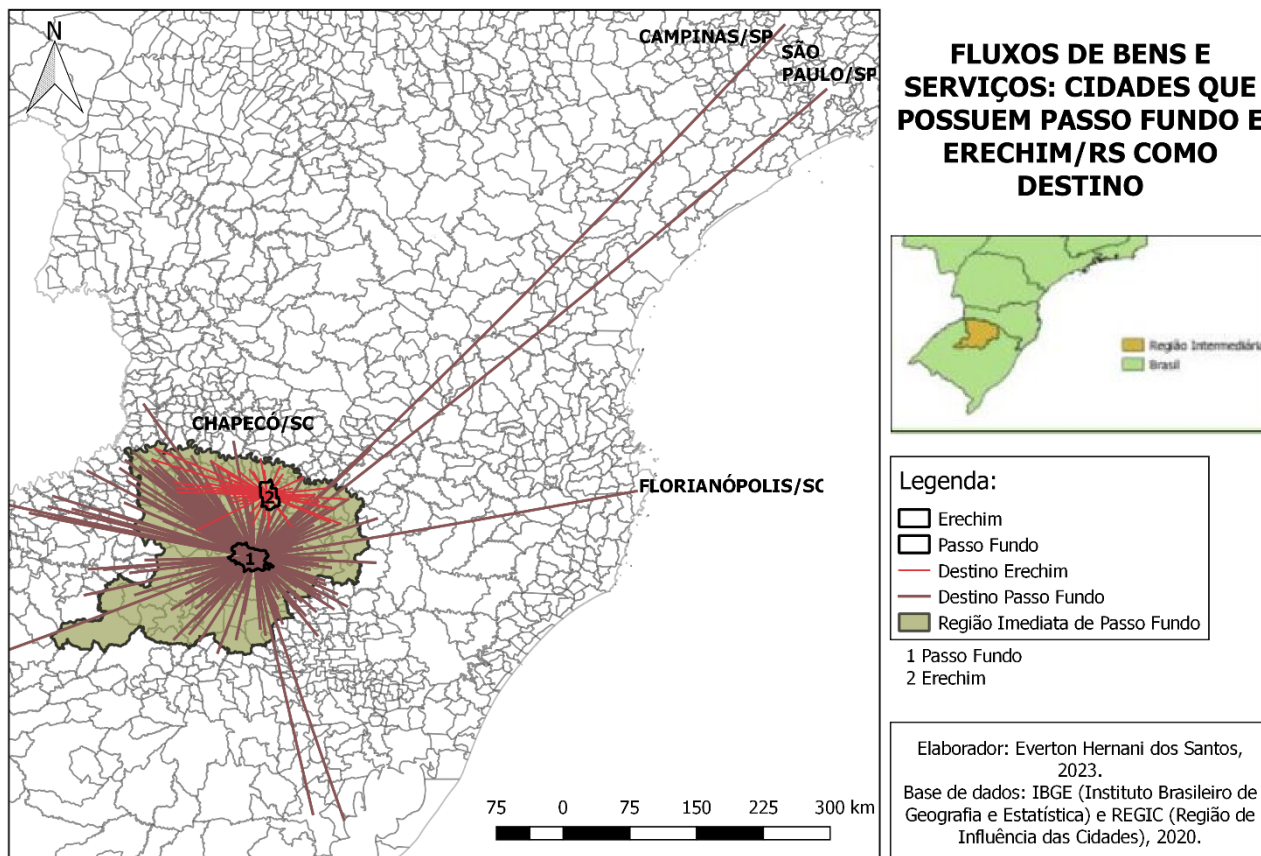 N
CAMPINAS/SP
SÃO
PAULO/SP
CHAPECÓ/SC
FLORIANÓPOLIS/SC
2
1
75 0 75 150 225 300 km
FLUXOS DE BENS E
SERVIÇOS: CIDADES QUE
POSSUEM PASSO FUNDO E
ERECHIM/RS COMO
DESTINO
Região Intermediária
Brasil
Legenda:
Erechim
Passo Fundo
Destino Erechim
Destino Passo Fundo
Região Imediata de Passo Fundo
1 Passo Fundo
2 Erechim
Elaborador: Everton Hernani dos Santos,
2023.
Base de dados: IBGE (Instituto Brasileiro de
Geografia e Estatística) e REGIC (Região de
Influência das Cidades), 2020.